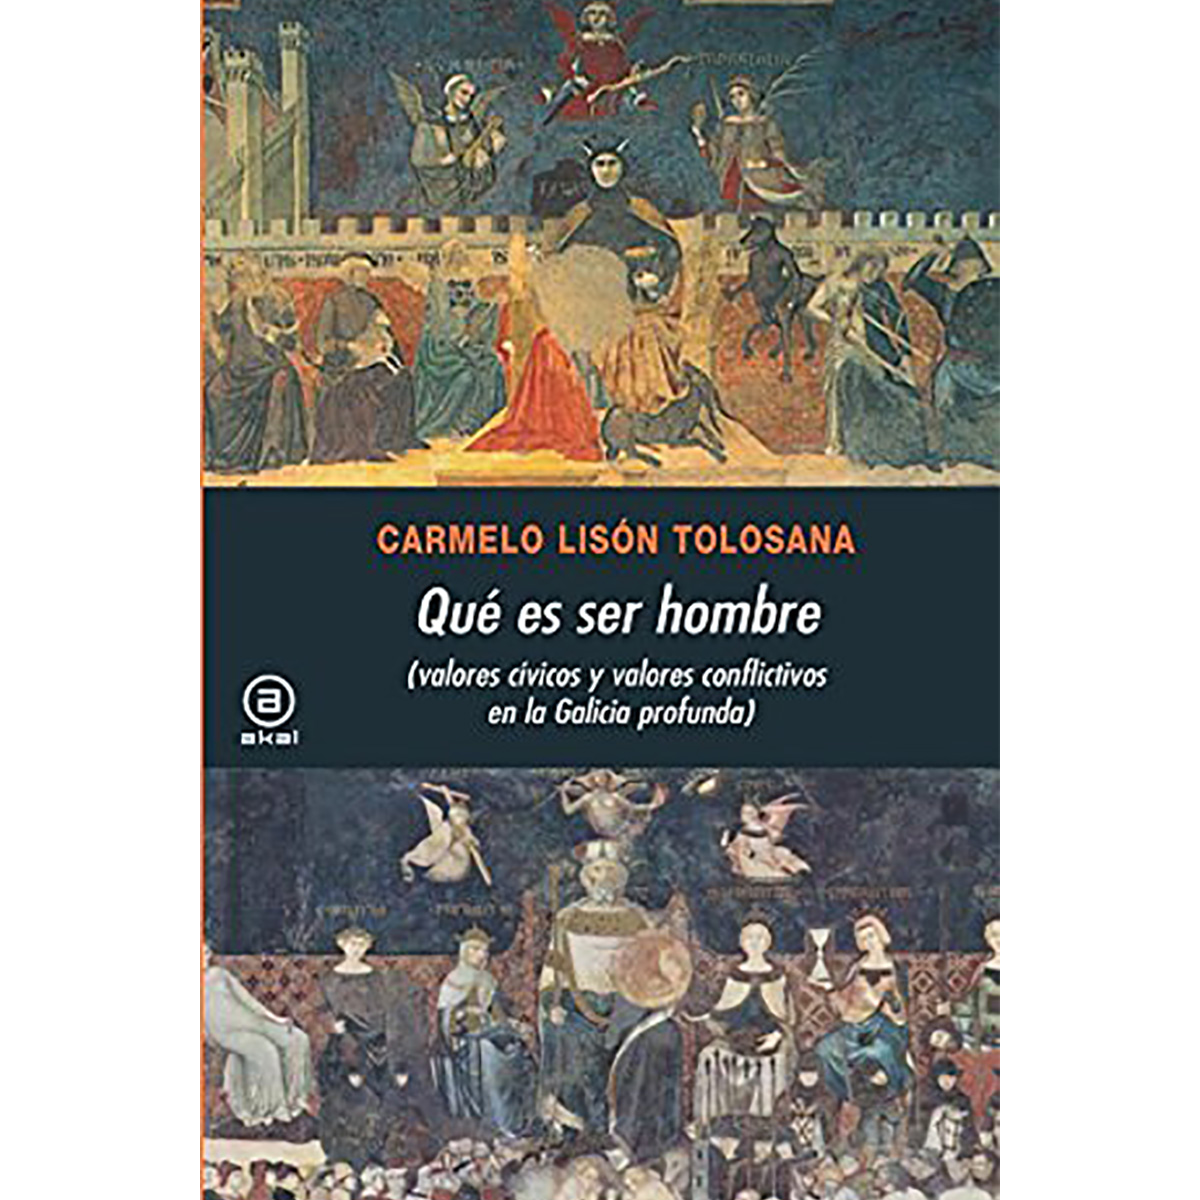 CARMELO LISÓN TOLOSANA
Qué es ser hombre
(valores cívicos y valores conflictivos
en la Galicia profunda)
a
akal